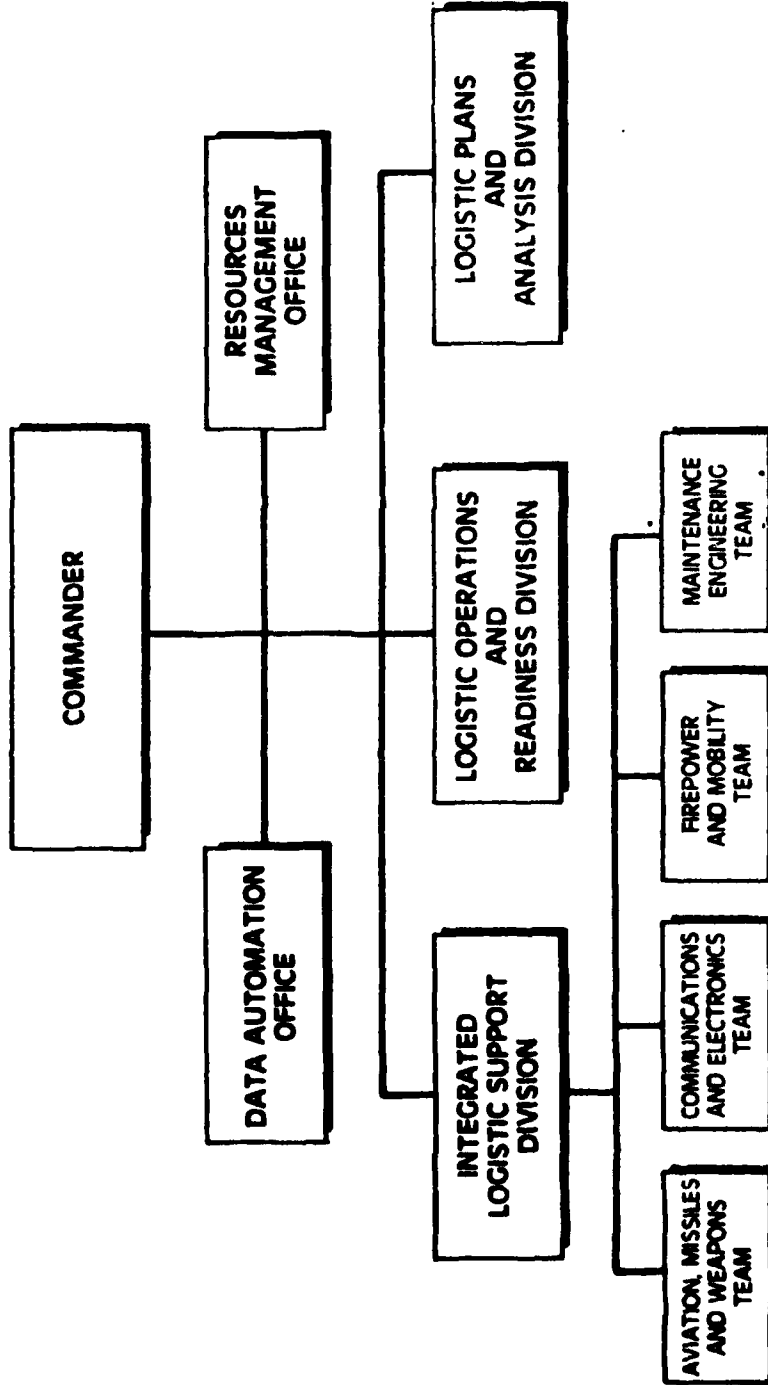 COMMANDER
DATA AUTOMATION
OFFICE
RESOURCES
MANAGEMENT
OFFICE
INTEGRATED
LOGISTIC SUPPORT
DIVISION
LOGISTIC OPERATIONS
AND
READINESS DIVISION
LOGISTIC PLANS
AND
ANALYSIS DIVISION
AVIATION, MISSILES
AND WEAPONS
TEAM
COMMUNICATIONS
AND ELECTRONICS
TEAM
FIREPOWER
AND MOBILITY
TEAM
MAINTENANCE
ENGINEERING
TEAM